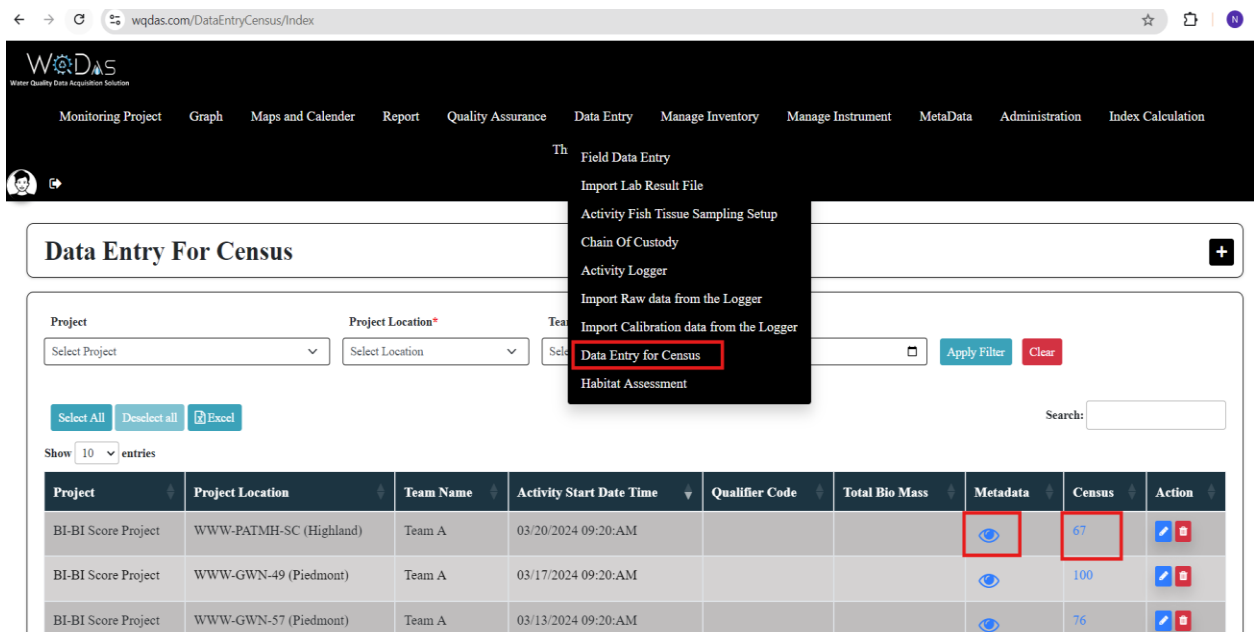 wqdas.com/DataEntryCensus/Index
N
WQDAS
Water Quality Data Acquisition Solution
Monitoring Project Graph Maps and Calender Report Quality Assurance Data Entry Manage Inventory Manage Instrument MetaData Administration Index Calculation
Th
Field Data Entry
Import Lab Result File
Activity Fish Tissue Sampling Setup
Chain Of Custody
Activity Logger
Import Raw data from the Logger
Import Calibration data from the Logger
Data Entry for Census
Habitat Assessment
Data Entry For Census
+
Project Project Location* Tea
Select Project Select Location Sele Apply Filter Clear
Select All Deselect all Excel Search:
Show 10 entries
Project Project Location Team Name Activity Start Date Time Qualifier Code Total Bio Mass Metadata Census Action
BI-BI Score Project WWW-PATMH-SC (Highland) Team A 03/20/2024 09:20:AM 67
BI-BI Score Project WWW-GWN-49 (Piedmont) Team A 03/17/2024 09:20:AM 100
BI-BI Score Project WWW-GWN-57 (Piedmont) Team A 03/13/2024 09:20:AM 76